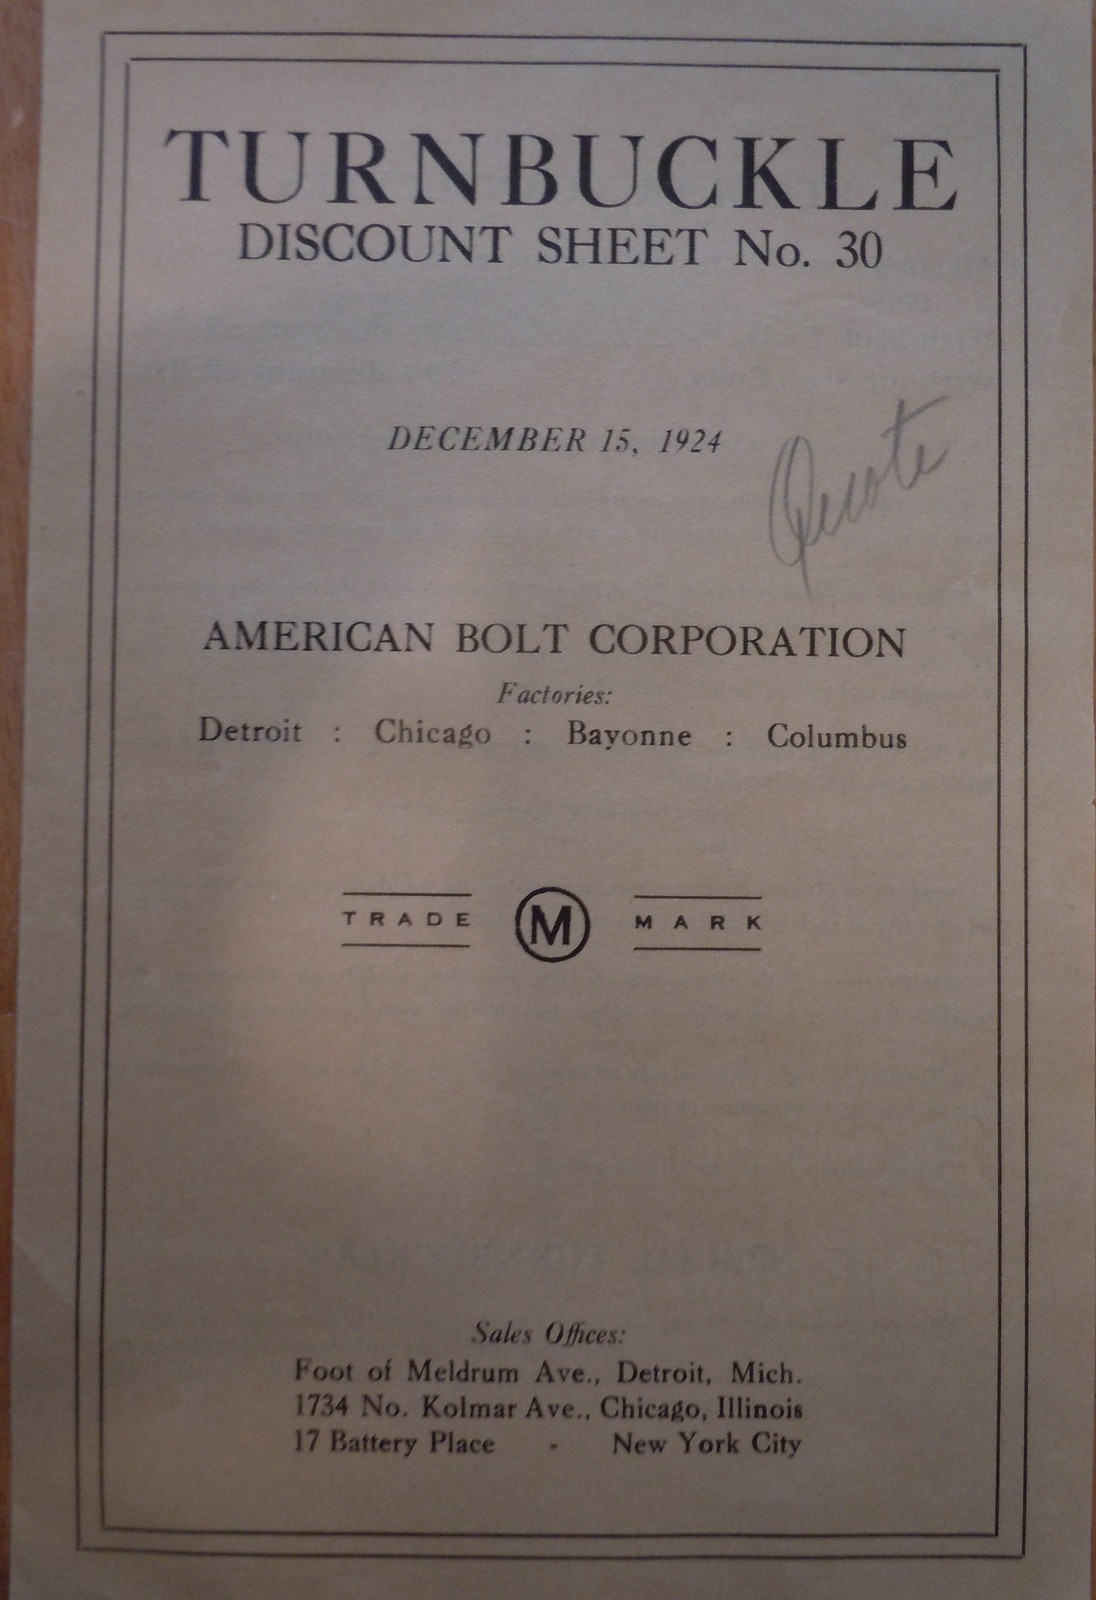 TURNBUCKLE
DISCOUNT SHEET No. 30
DECEMBER 15, 1924
Quote
AMERICAN BOLT CORPORATION
Factories:
Detroit : Chicago : Bayonne : Columbus
TRADE M MARK
Sales Offices:
Foot of Meldrum Ave., Detroit, Mich.
1734 No. Kolmar Ave., Chicago, Illinois
17 Battery Place - New York City